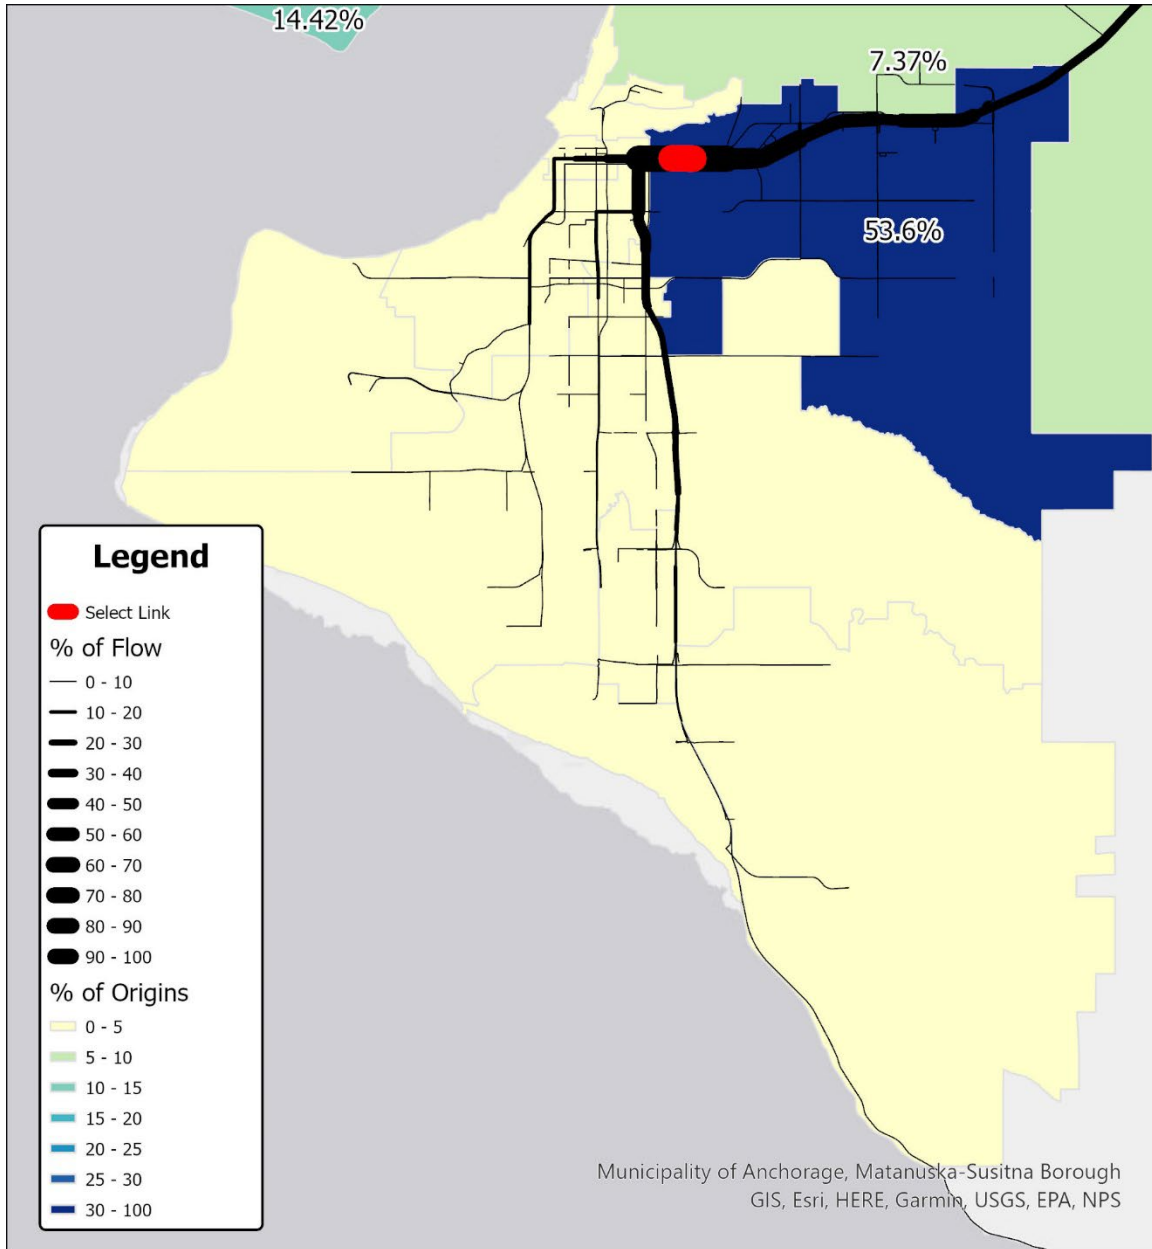 14.42%
7.37%
53.6%
Legend
Select Link
% of Flow
0 - 10
10 - 20
20 - 30
30 - 40
40 - 50
50 - 60
60 - 70
70 - 80
80 - 90
90 - 100
% of Origins
0 - 5
5 - 10
10 - 15
15 - 20
20 - 25
25 - 30
30 - 100
Municipality of Anchorage, Matanuska-Susitna Borough
GIS, Esri, HERE, Garmin, USGS, EPA, NPS